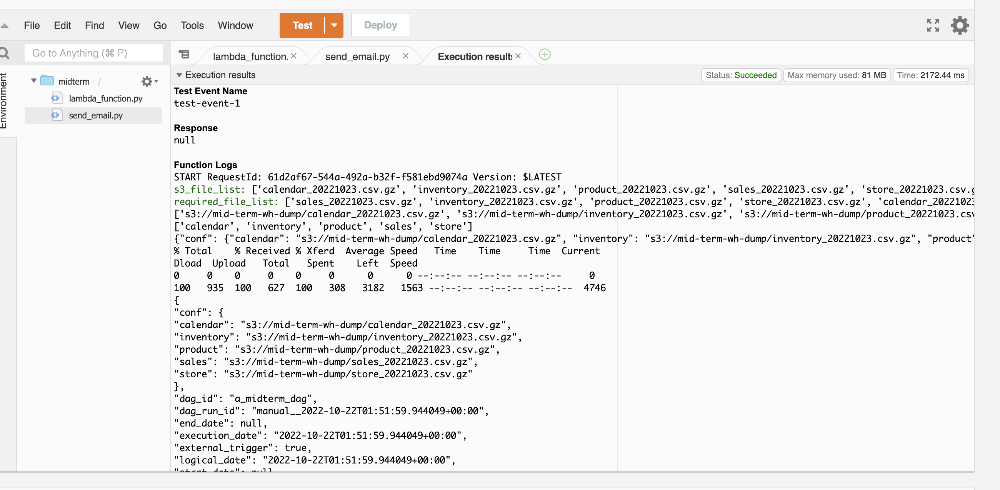 File Edit Find View Go Tools Window Test Deploy
Go to Anything (⌘ P)
lambda_function. send_email.py Execution results
Environment
midterm - /
lambda_function.py
send_email.py
Execution results
Status: Succeeded Max memory used: 81 MB Time: 2172.44 ms
Test Event Name
test-event-1
Response
null
Function Logs
START RequestId: 61d2af67-544a-492a-b32f-f581ebd9074a Version: $LATEST
s3_file_list: ['calendar_20221023.csv.gz', 'inventory_20221023.csv.gz', 'product_20221023.csv.gz', 'sales_20221023.csv.gz', 'store_20221023.csv.g
required_file_list: ['sales_20221023.csv.gz', 'inventory_20221023.csv.gz', 'product_20221023.csv.gz', 'store_20221023.csv.gz', 'calendar_20221023
['s3://mid-term-wh-dump/calendar_20221023.csv.gz', 's3://mid-term-wh-dump/inventory_20221023.csv.gz', 's3://mid-term-wh-dump/product_20221023.csv
['calendar', 'inventory', 'product', 'sales', 'store']
{"conf": {"calendar": "s3://mid-term-wh-dump/calendar_20221023.csv.gz", "inventory": "s3://mid-term-wh-dump/inventory_20221023.csv.gz", "product"
% Total % Received % Xferd Average Speed Time Time Time Current
Dload Upload Total Spent Left Speed
0 0 0 0 0 0 0 0 --:--:-- --:--:-- --:--:-- 0
100 935 100 627 100 308 3182 1563 --:--:-- --:--:-- --:--:-- 4746
{
"conf": {
"calendar": "s3://mid-term-wh-dump/calendar_20221023.csv.gz",
"inventory": "s3://mid-term-wh-dump/inventory_20221023.csv.gz",
"product": "s3://mid-term-wh-dump/product_20221023.csv.gz",
"sales": "s3://mid-term-wh-dump/sales_20221023.csv.gz",
"store": "s3://mid-term-wh-dump/store_20221023.csv.gz"
},
"dag_id": "a_midterm_dag",
"dag_run_id": "manual__2022-10-22T01:51:59.944049+00:00",
"end_date": null,
"execution_date": "2022-10-22T01:51:59.944049+00:00",
"external_trigger": true,
"logical_date": "2022-10-22T01:51:59.944049+00:00",
"start_date": null